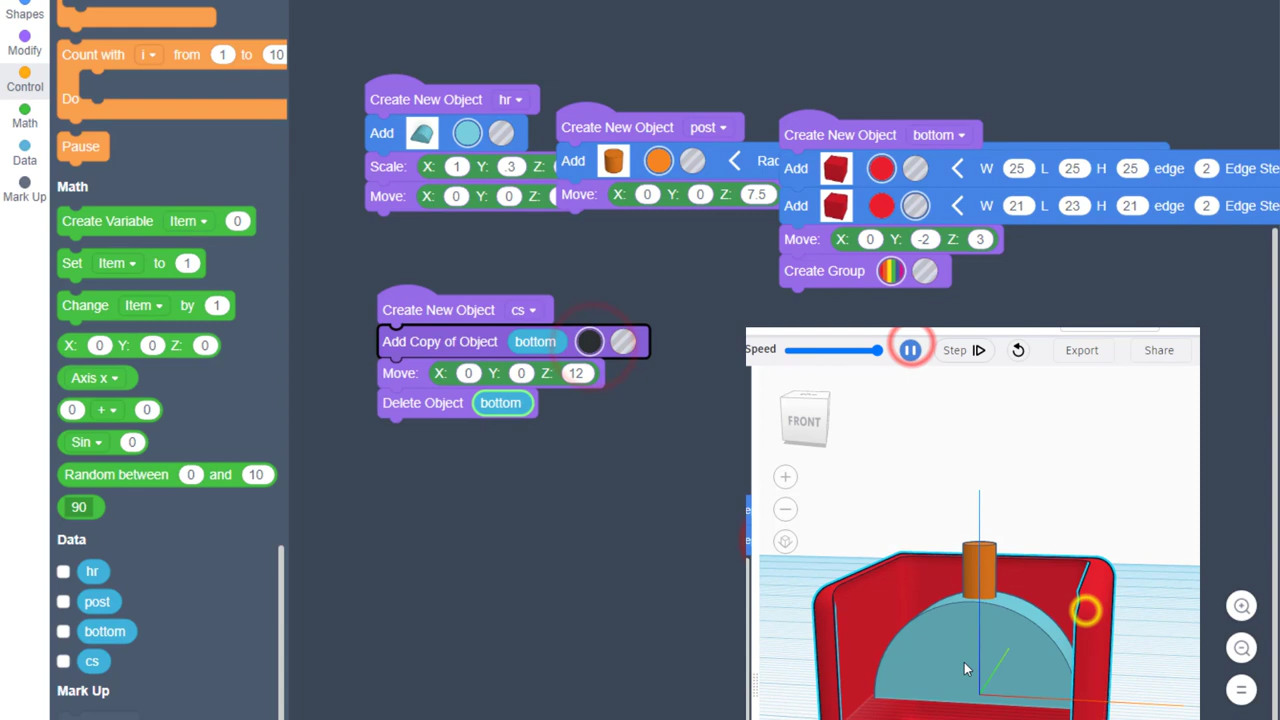 Shapes
Modify
Control
Math
Data
Mark Up
Count with i from 1 to 10
Do
Pause
Math
Create Variable Item 0
Set Item to 1
Change Item by 1
X: 0 Y: 0 Z: 0
Axis x
0 + 0
Sin 0
Random between 0 and 10
90
Data
hr
post
bottom
cs
Mark Up
Create New Object hr
Add
Scale: X: 1 Y: .3 Z:
Move: X: 0 Y: 0 Z:
Create New Object post
Add Rad
Move: X: 0 Y: 0 Z: 7.5
Create New Object bottom
Add W 25 L 25 H 25 edge 2 Edge Ste
Add W 21 L 23 H 21 edge 2 Edge Ste
Move: X: 0 Y: -2 Z: 3
Create Group
Create New Object cs
Add Copy of Object bottom
Move: X: 0 Y: 0 Z: 12
Delete Object bottom
Speed Step Export Share
FRONT